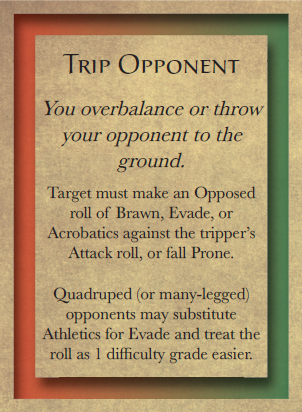 Trip Opponent
You overbalance or throw
your opponent to the
ground.
Target must make an Opposed
roll of Brawn, Evade, or
Acrobatics against the tripper's
Attack roll, or fall Prone.
Quadruped (or many-legged)
opponents may substitute
Athletics for Evade and treat the
roll as 1 difficulty grade easier.